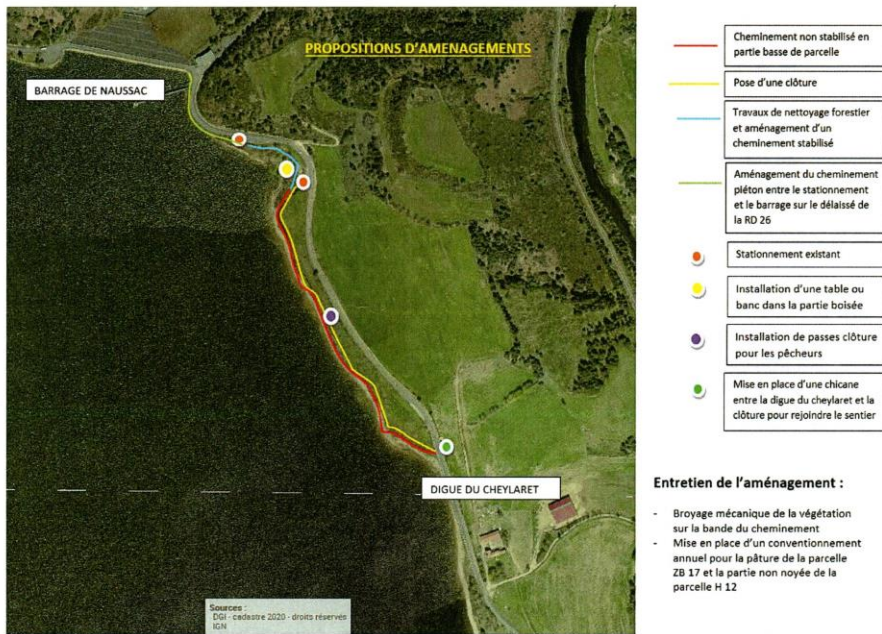 PROPOSITIONS D'AMENAGEMENTS
BARRAGE DE NAUSSAC
DIGUE DU CHEYLARET
Sources :
DGI - cadastre 2020 - droits réservés
IGN
Cheminement non stabilisé en
partie basse de parcelle
Pose d'une clôture
Travaux de nettoyage forestier
et aménagement d'un
cheminement stabilisé
Aménagement du cheminement
piéton entre le stationnement
et le barrage sur le délaissé de
la RD 26
Stationnement existant
Installation d'une table ou
banc dans la partie boisée
Installation de passes clôture
pour les pêcheurs
Mise en place d'une chicane
entre la digue du cheylaret et la
clôture pour rejoindre le sentier
Entretien de l'aménagement :
- Broyage mécanique de la végétation
sur la bande du cheminement
- Mise en place d'un conventionnement
annuel pour la pâture de la parcelle
ZB 17 et la partie non noyée de la
parcelle H 12